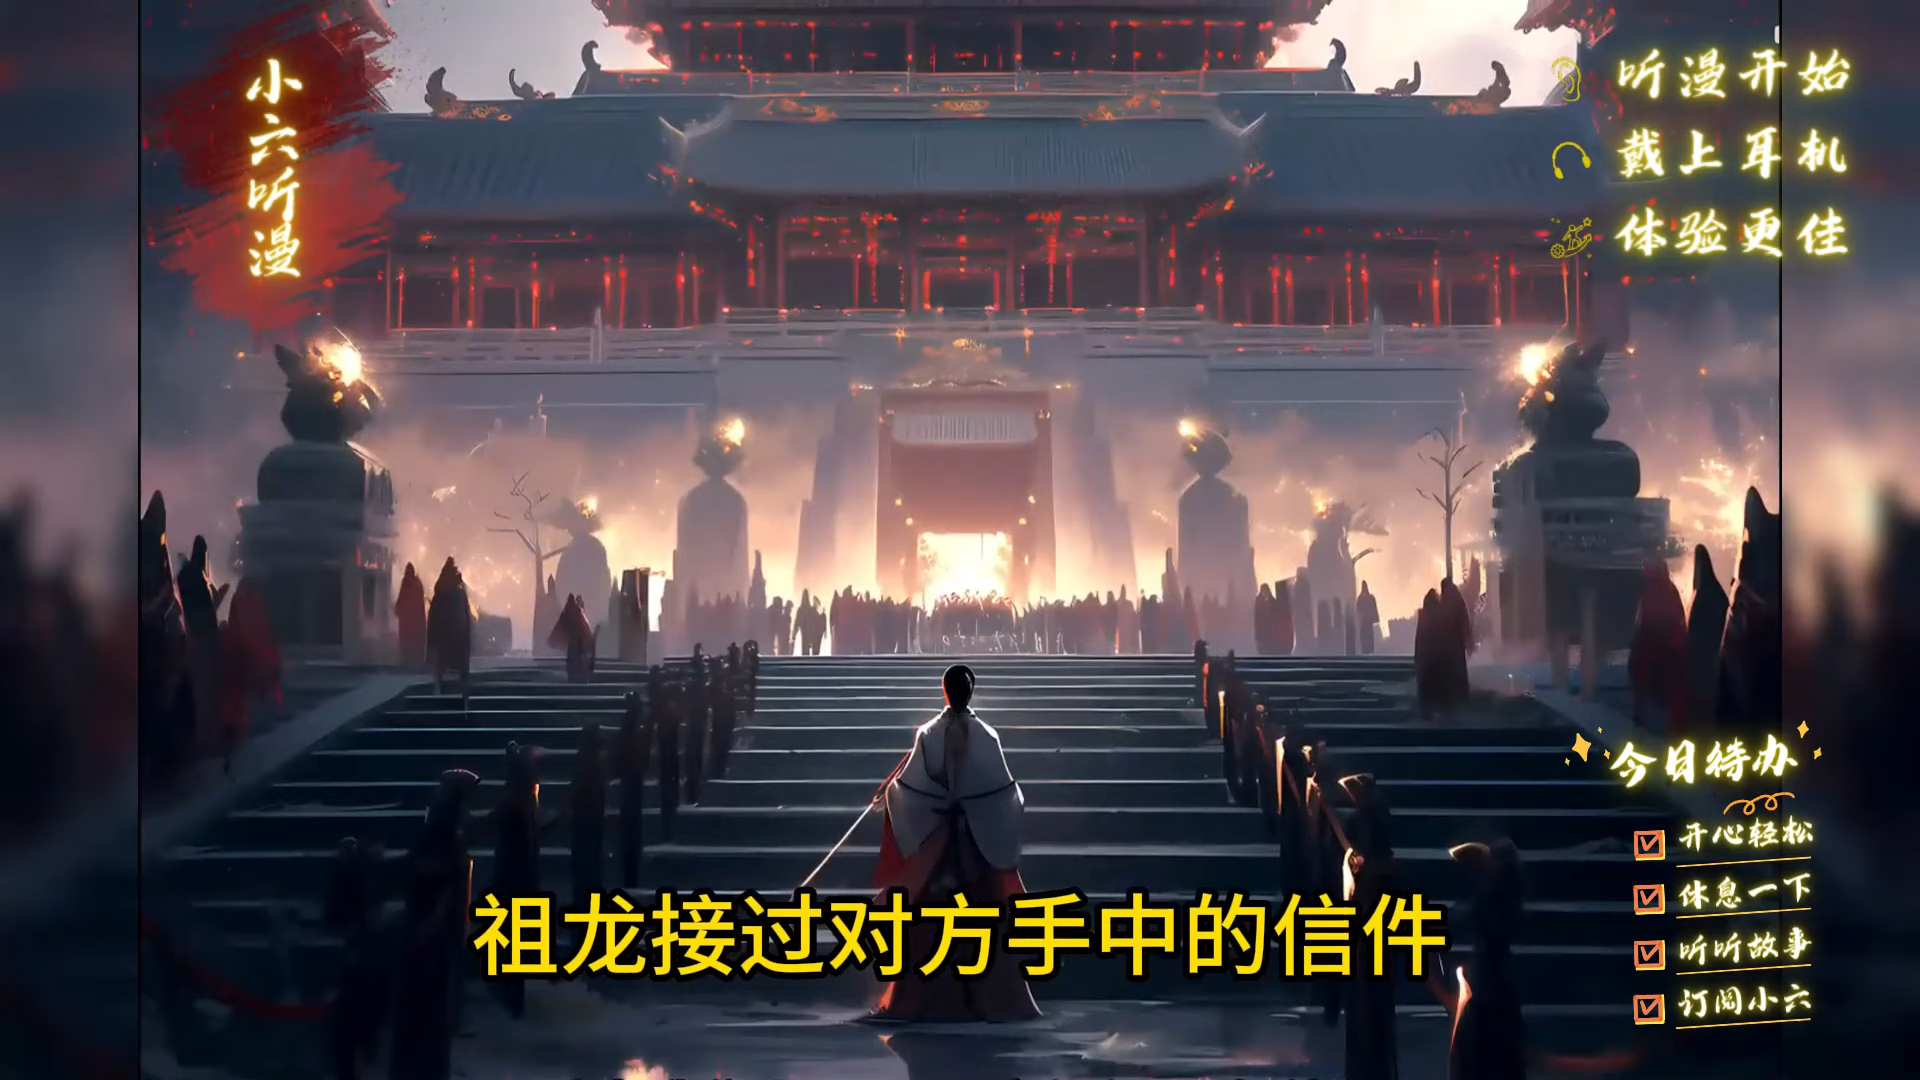 小六听漫
听漫开始
戴上耳机
体验更佳
今日待办
开心轻松
休息一下
听听故事
订阅小六
祖龙接过对方手中的信件